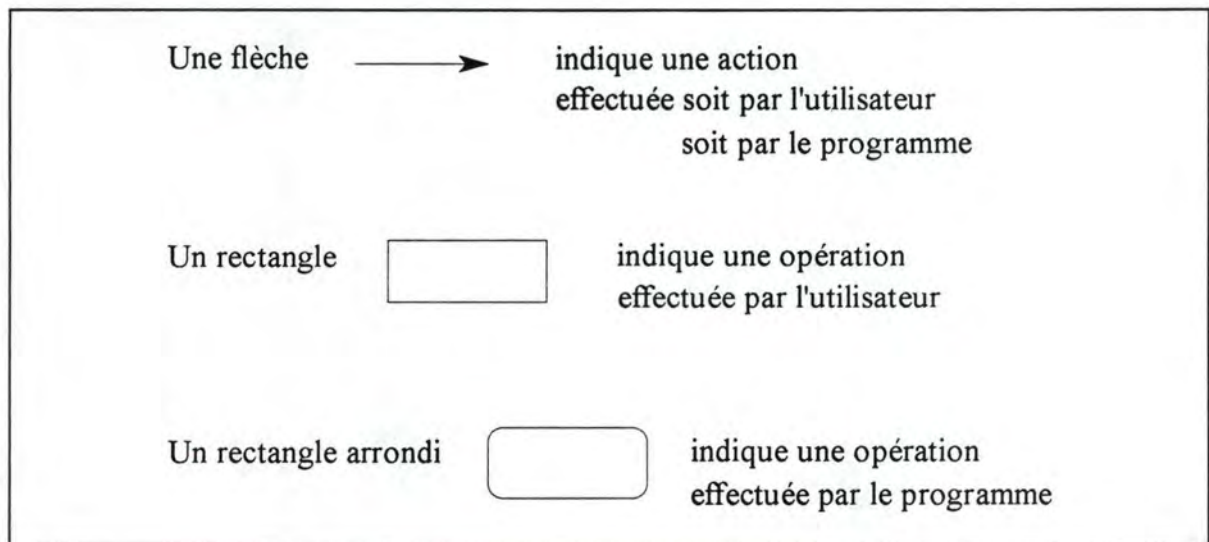 Une flèche indique une action
effectuée soit par l'utilisateur
soit par le programme
Un rectangle indique une opération
effectuée par l'utilisateur
Un rectangle arrondi indique une opération
effectuée par le programme